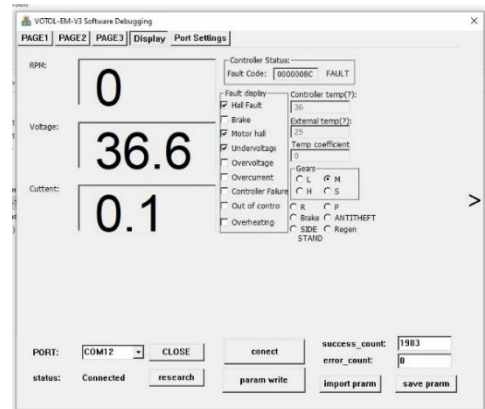 VOTOL-EM-V3 Software Debugging
PAGE1 PAGE2 PAGE3 Display Port Settings
RPM:
0
Voltage:
36.6
Cuttent:
0.1
Controller Status:
Fault Code: 0000008C FAULT
Fault display
Hall Fault
Brake
Motor hall
Undervoltage
Overvoltage
Overcurrent
Controller Failure
Out of contro
Overheating
Controller temp(?):
36
External temp(?):
25
Temp coefficient
0
Gears
L M
H S
R P
Brake ANTITHEFT
SIDE STAND Regen
>
PORT: COM12 CLOSE
status: Connected research
conect
param write
success_count: 1983
error_count: 0
import prarm save prarm